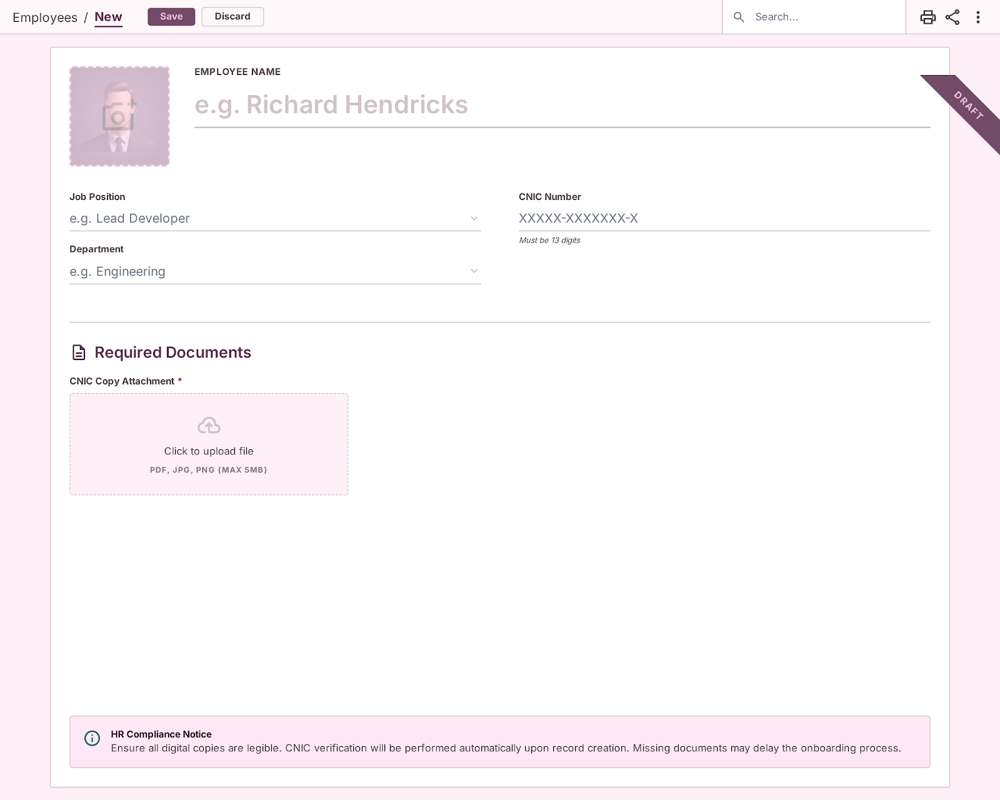 Employees / New
Save
Discard
Search...
DRAFT
EMPLOYEE NAME
e.g. Richard Hendricks
Job Position
e.g. Lead Developer
CNIC Number
XXXXX-XXXXXXX-X
Must be 13 digits
Department
e.g. Engineering
Required Documents
CNIC Copy Attachment *
Click to upload file
PDF, JPG, PNG (MAX 5MB)
HR Compliance Notice
Ensure all digital copies are legible. CNIC verification will be performed automatically upon record creation. Missing documents may delay the onboarding process.